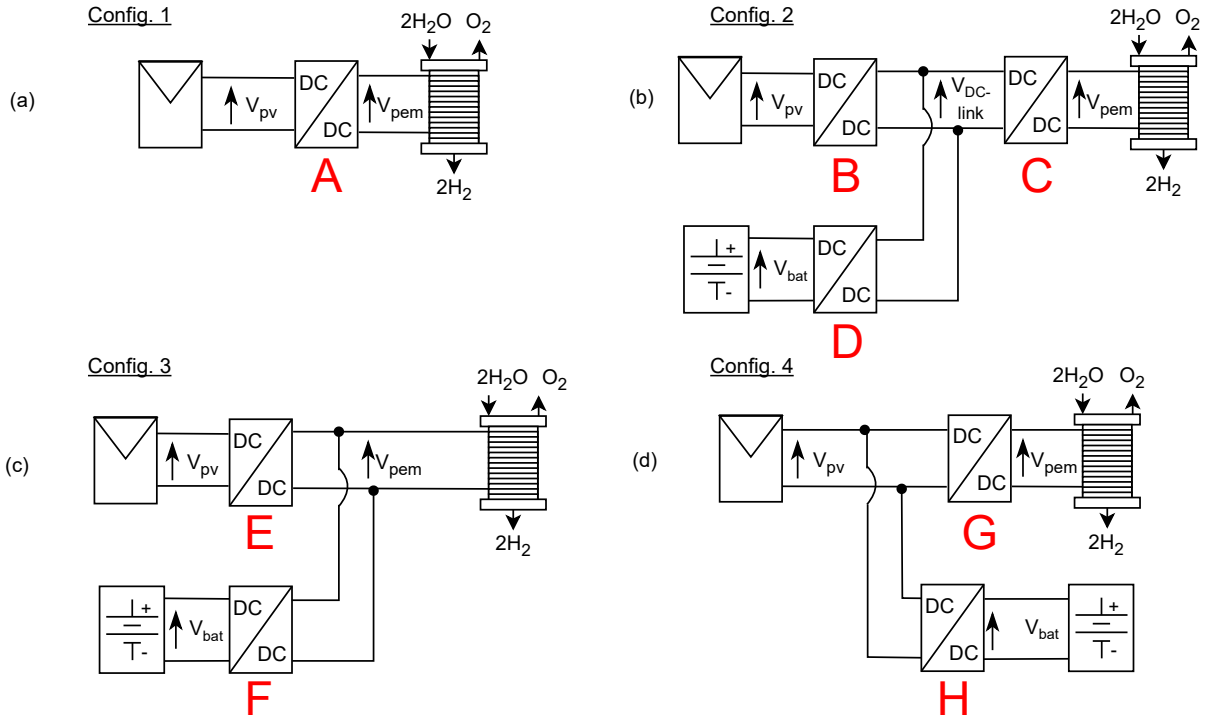 Config. 1
2H2O O2
(a)
DC
DC
Vpv
Vpem
A
2H2
Config. 2
2H2O O2
(b)
DC
DC
DC
DC
Vpv
VDC-
link
Vpem
B
C
2H2
+
-
Vbat
DC
DC
D
Config. 3
2H2O O2
(c)
DC
DC
Vpv
Vpem
E
2H2
+
-
Vbat
DC
DC
F
Config. 4
2H2O O2
(d)
DC
DC
Vpv
Vpem
G
2H2
DC
DC
Vbat
+
-
H